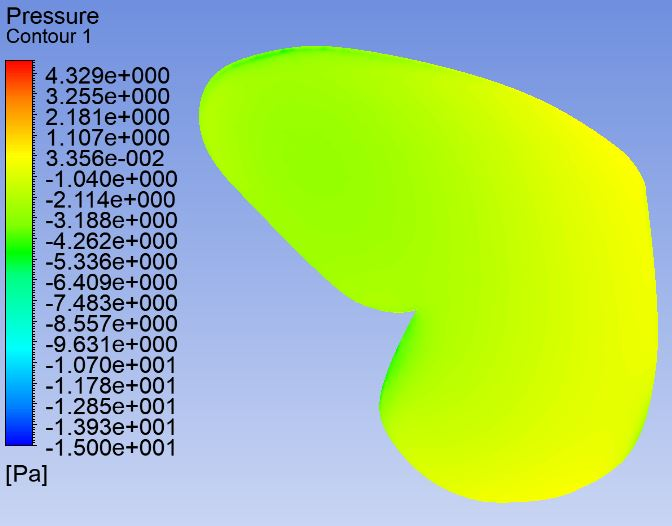 Pressure
Contour 1
4.329e+000
3.255e+000
2.181e+000
1.107e+000
3.356e-002
-1.040e+000
-2.114e+000
-3.188e+000
-4.262e+000
-5.336e+000
-6.409e+000
-7.483e+000
-8.557e+000
-9.631e+000
-1.070e+001
-1.178e+001
-1.285e+001
-1.393e+001
-1.500e+001
[Pa]